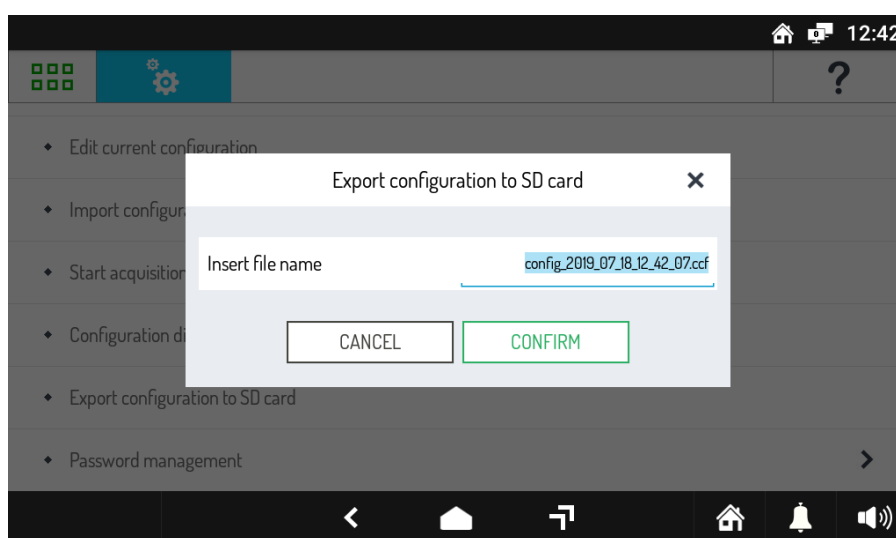 12:42
?
Edit current configuration
Export configuration to SD card
Import configur
Insert file name config_2019_07_18_12_42_07.ccf
Start acquisition
CANCEL CONFIRM
Configuration di
Export configuration to SD card
Password management